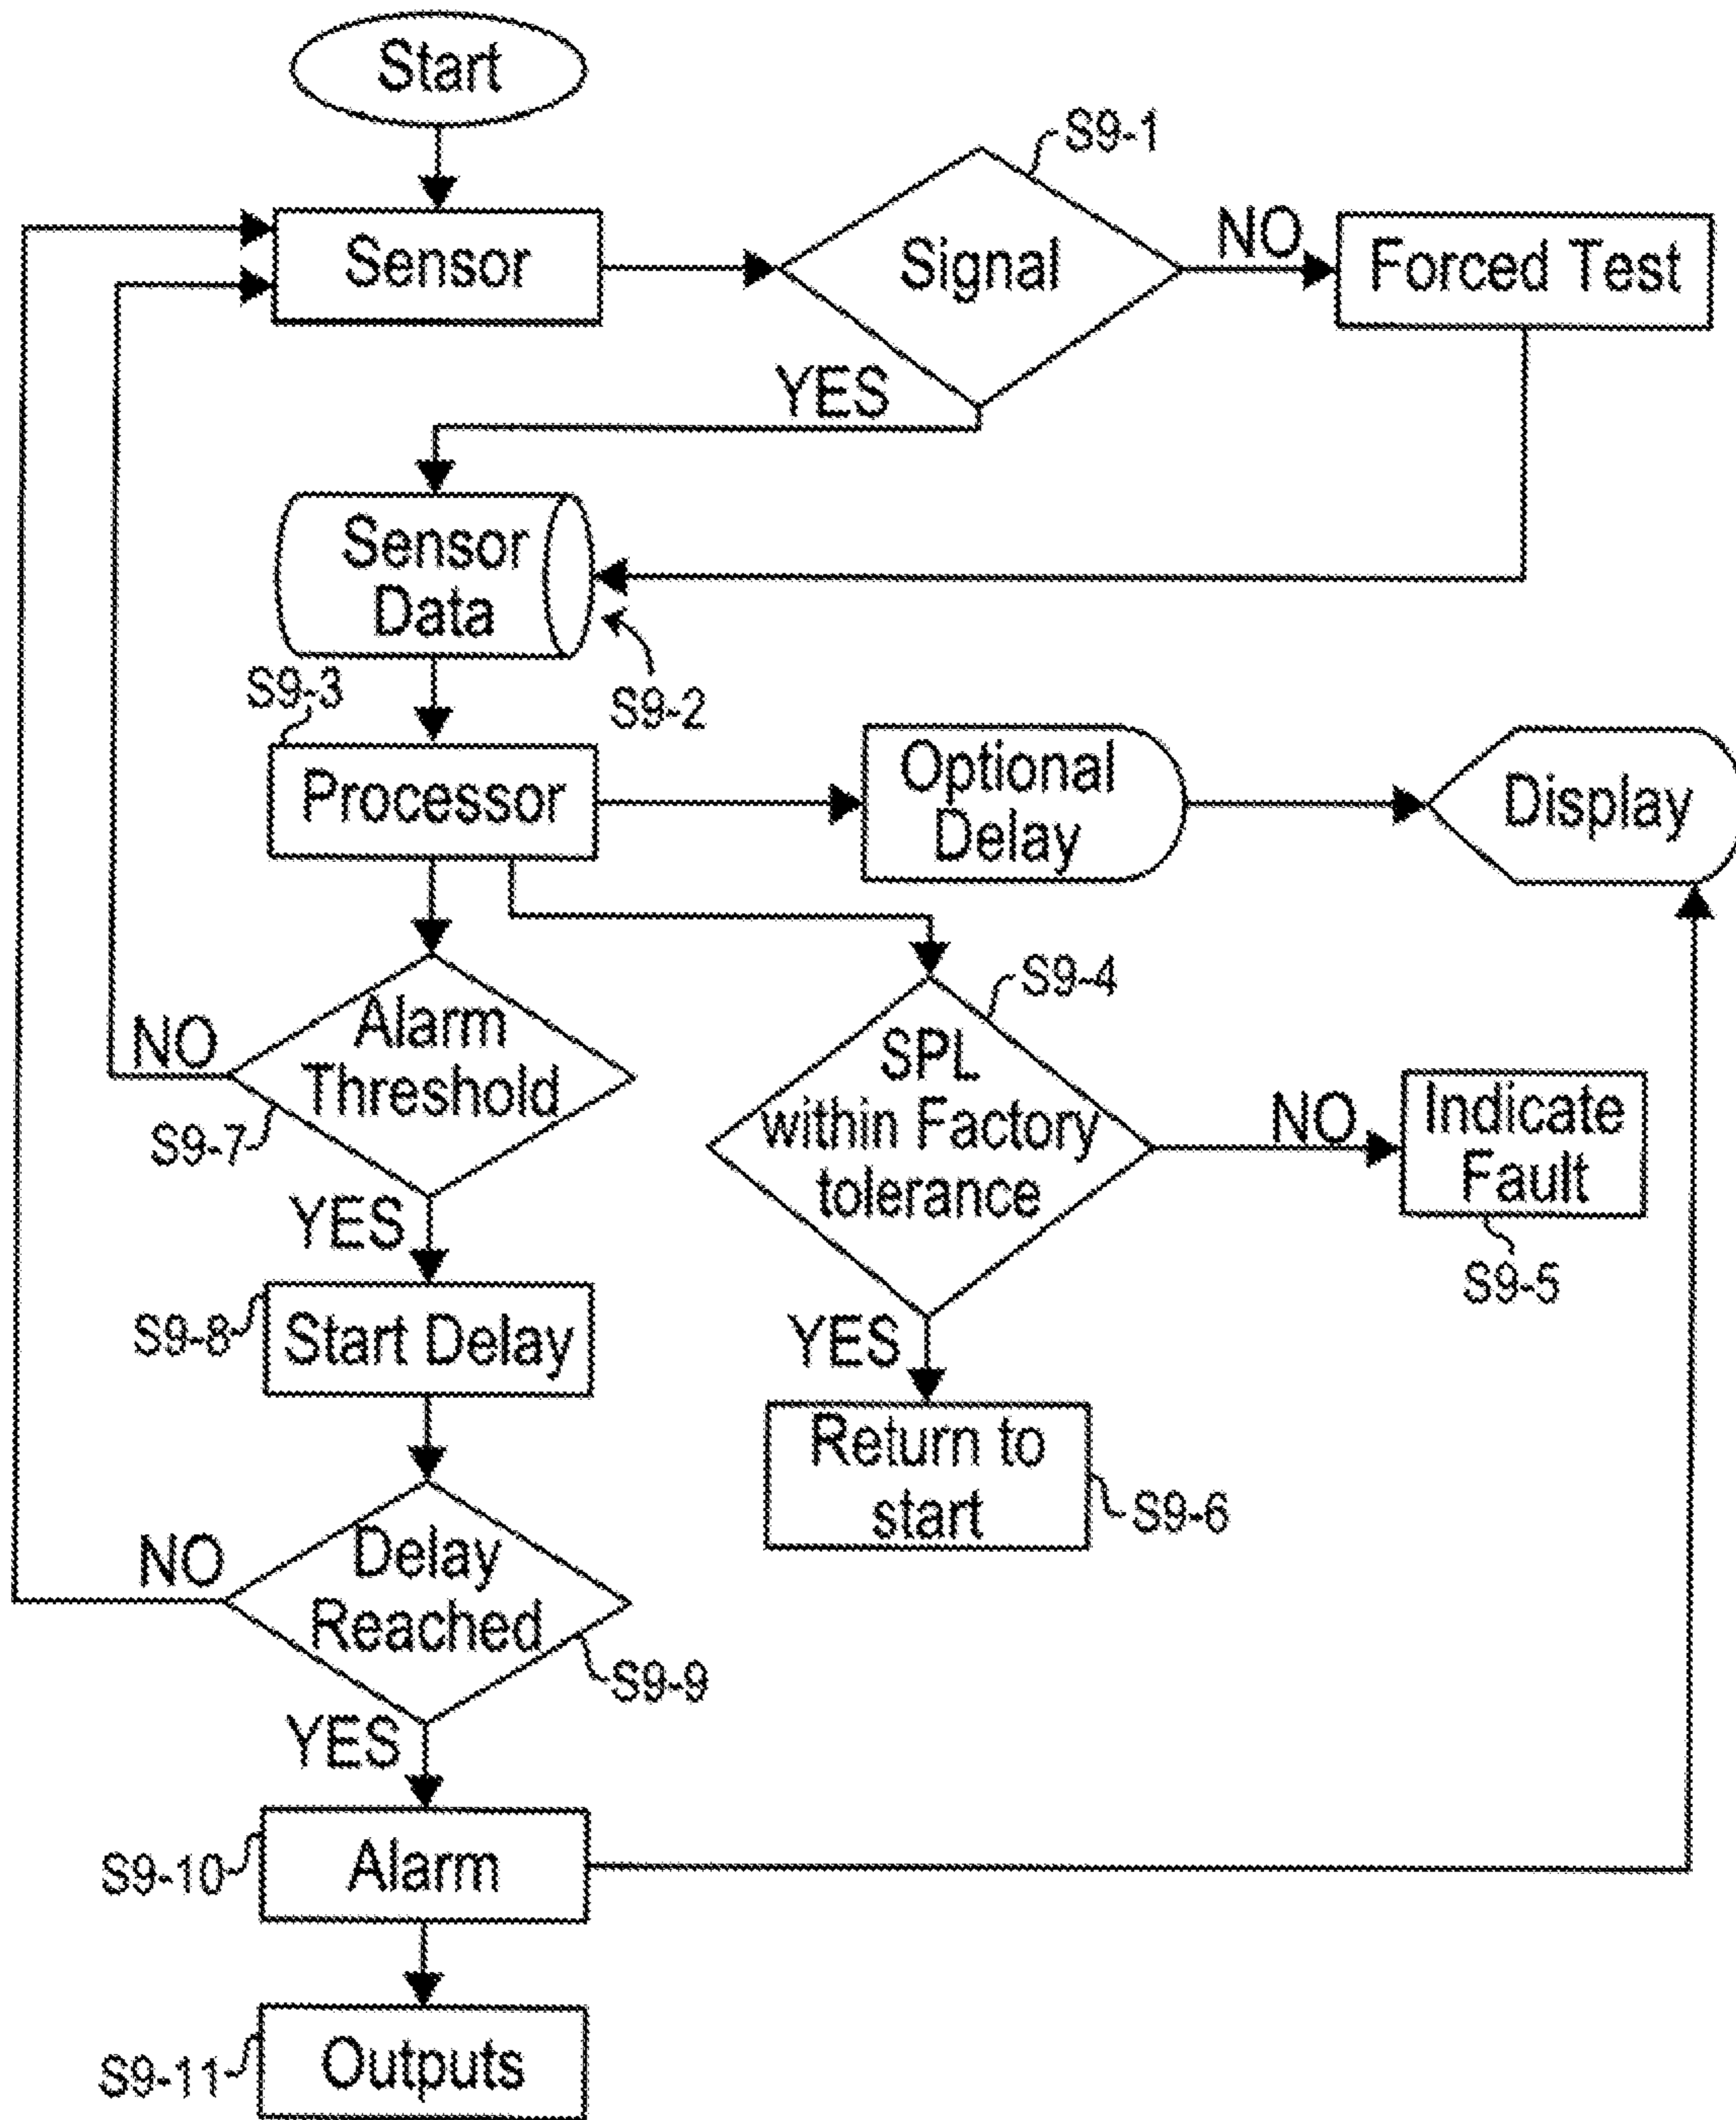 Start
S9-1
Sensor
Signal
NO
Forced Test
YES
Sensor
Data
S9-2
S9-3
Processor
Optional
Delay
Display
S9-4
Alarm
Threshold
NO
S9-7
SPL
within Factory
tolerance
NO
Indicate
Fault
S9-5
YES
S9-8
Start Delay
YES
Return to
start
S9-6
NO
Delay
Reached
S9-9
YES
S9-10
Alarm
S9-11
Outputs